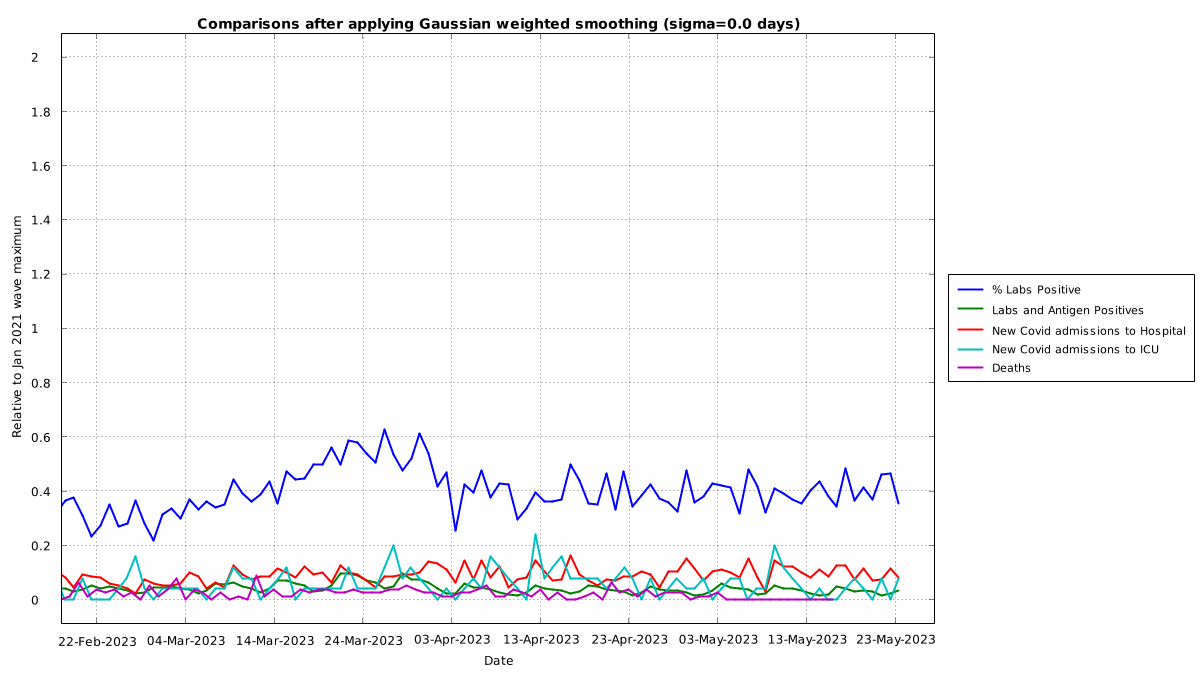 Comparisons after applying Gaussian weighted smoothing (sigma=0.0 days)
Relative to Jan 2021 wave maximum
2
1.8
1.6
1.4
1.2
1
0.8
0.6
0.4
0.2
0
22-Feb-2023 04-Mar-2023 14-Mar-2023 24-Mar-2023 03-Apr-2023 13-Apr-2023 23-Apr-2023 03-May-2023 13-May-2023 23-May-2023
Date
% Labs Positive
Labs and Antigen Positives
New Covid admissions to Hospital
New Covid admissions to ICU
Deaths